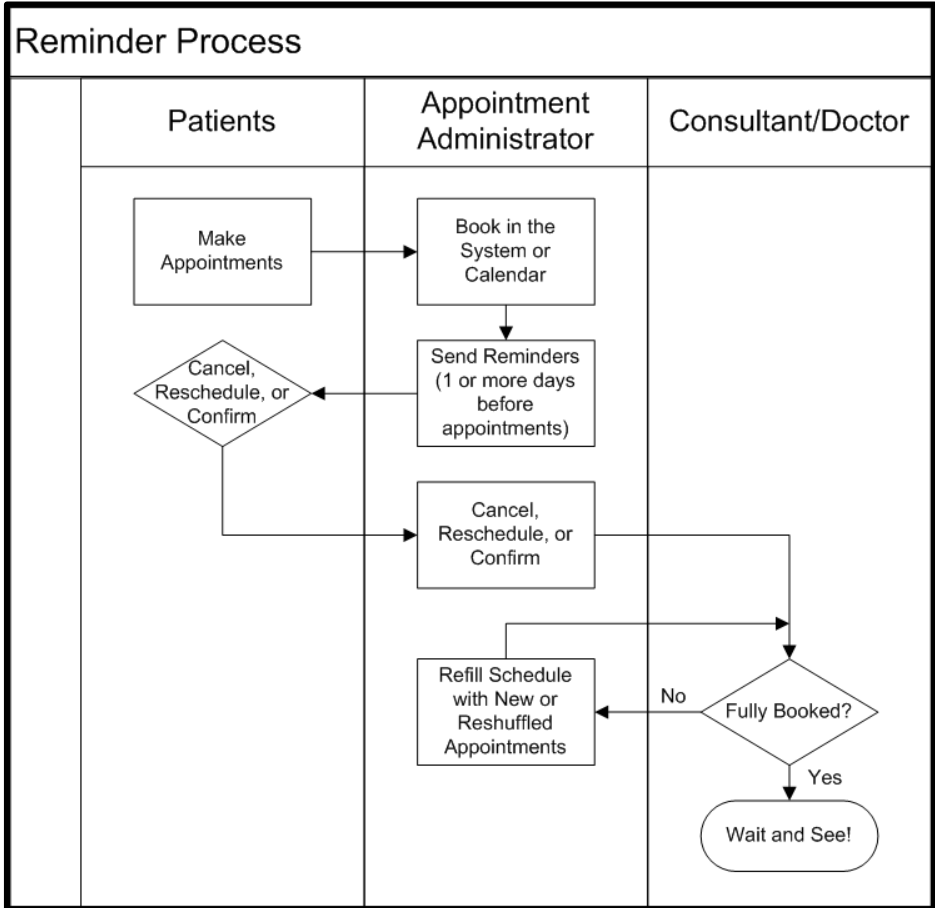 Reminder Process
Patients
Appointment
Administrator
Consultant/Doctor
Make
Appointments
Book in the
System or
Calendar
Cancel,
Reschedule, or
Confirm
Send Reminders
(1 or more days
before
appointments)
Cancel,
Reschedule, or
Confirm
Refill Schedule
with New or
Reshuffled
Appointments
No
Fully Booked?
Yes
Wait and See!